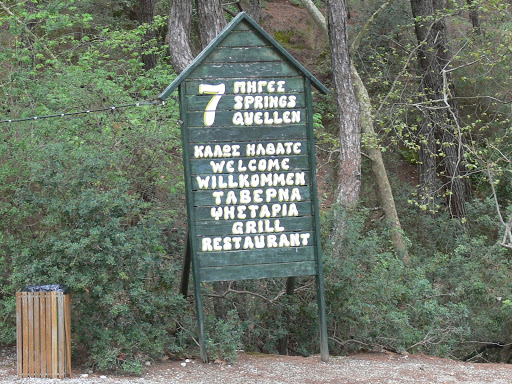 7 ΠΗΓΕΣ
SPRINGS
QUELLEN
ΚΑΛΩΣ ΗΛΘΑΤΕ
WELCOME
WILLKOMMEN
ΤΑΒΕΡΝΑ
ΨΗΣΤΑΡΙΑ
GRILL
RESTAURANT